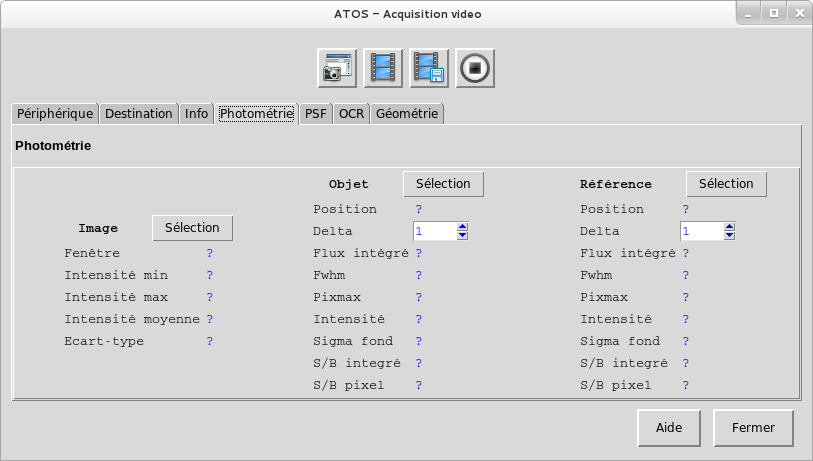 ATOS - Acquisition video
Périphérique Destination Info Photométrie PSF OCR Géométrie
Photométrie
Image Sélection
Fenêtre ?
Intensité min ?
Intensité max ?
Intensité moyenne ?
Ecart-type ?
Objet Sélection
Position ?
Delta 1
Flux intégré ?
Fwhm ?
Pixmax ?
Intensité ?
Sigma fond ?
S/B integré ?
S/B pixel ?
Référence Sélection
Position ?
Delta 1
Flux intégré ?
Fwhm ?
Pixmax ?
Intensité ?
Sigma fond ?
S/B integré ?
S/B pixel ?
Aide Fermer